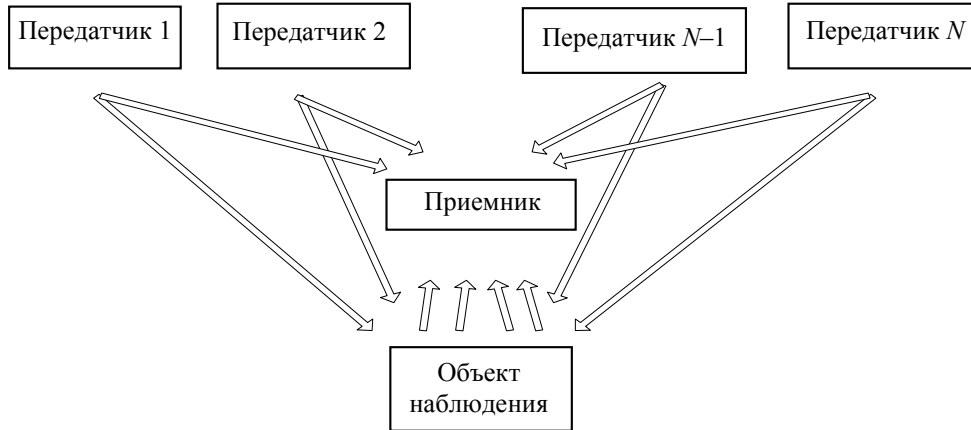 Передатчик 1
Передатчик 2
Передатчик N–1
Передатчик N
Приемник
Объект
наблюдения